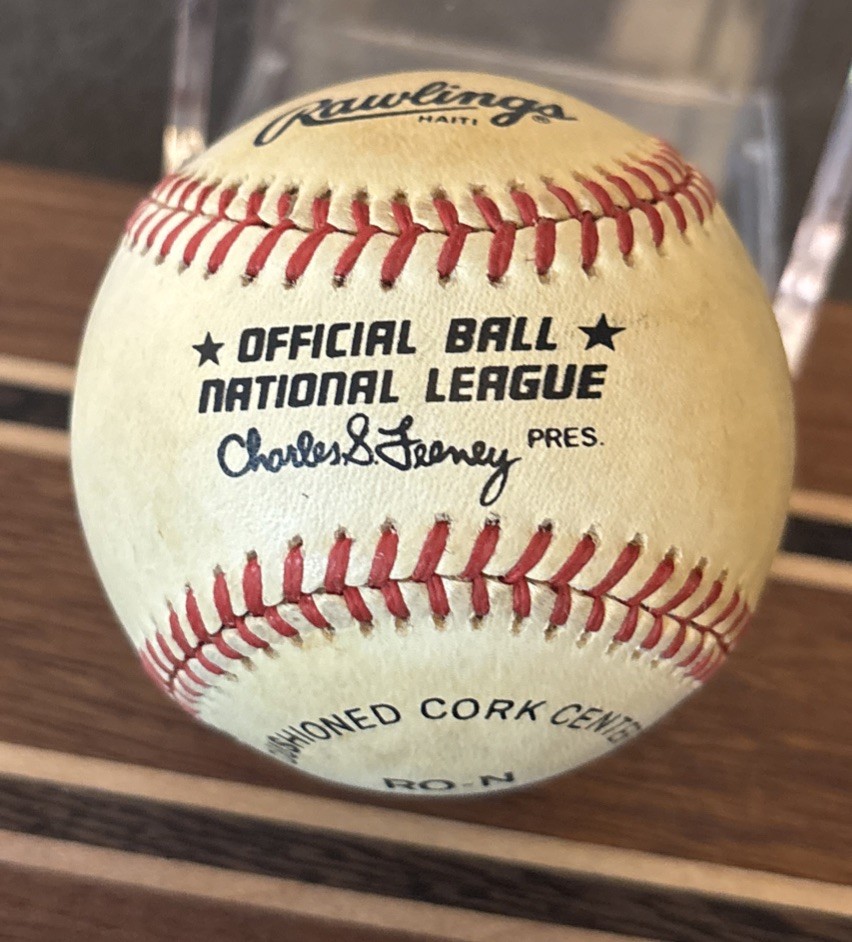 Rawlings®
HAITI
★ OFFICIAL BALL ★
NATIONAL LEAGUE
Charles S. Feeney PRES.
CUSHIONED CORK CENTER
RO-N